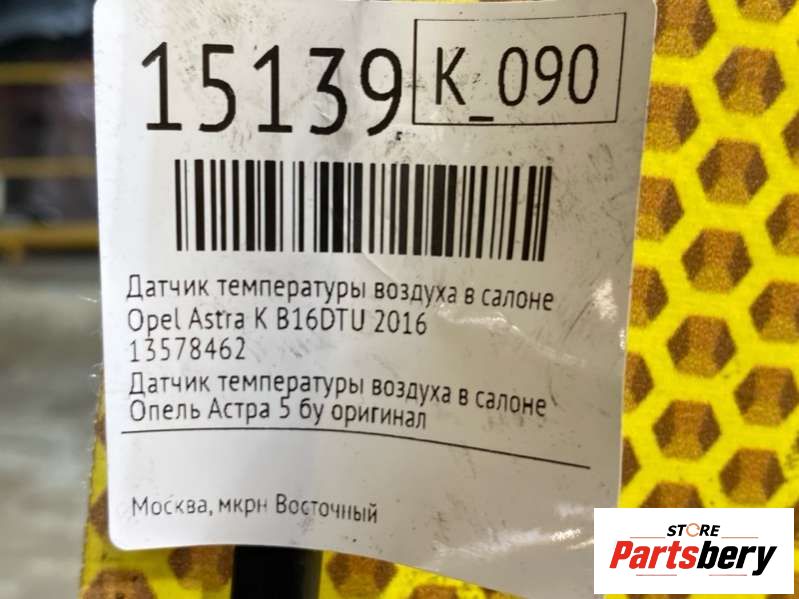 15139 K_090
Датчик температуры воздуха в салоне
Opel Astra K B16DTU 2016
13578462
Датчик температуры воздуха в салоне
Опель Астра 5 бу оригинал
Москва, мкрн Восточный
STORE
Partsbery